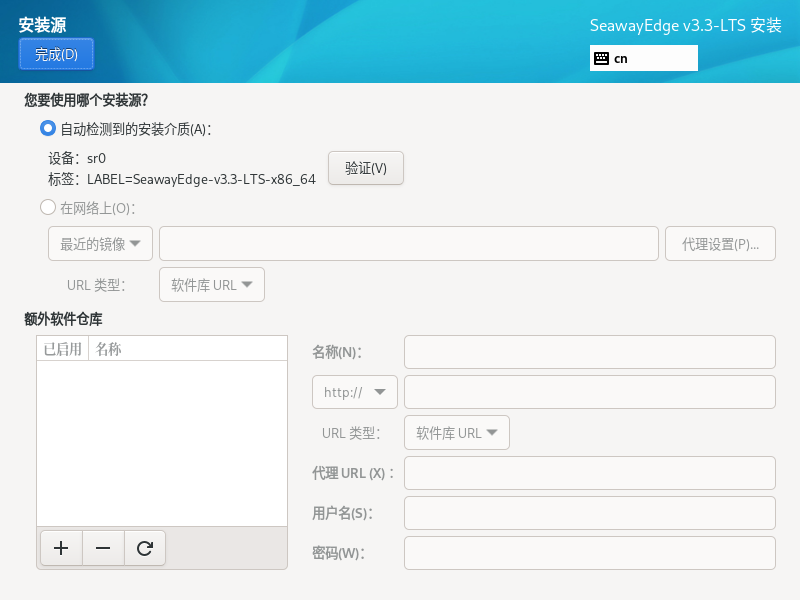 安装源
SeawayEdge v3.3-LTS 安装
完成(D)
cn
您要使用哪个安装源?
自动检测到的安装介质(A):
设备: sr0
标签: LABEL=SeawayEdge-v3.3-LTS-x86_64
验证(V)
在网络上(O):
最近的镜像
代理设置(P)...
URL 类型:
软件库 URL
额外软件仓库
已启用 名称
名称(N):
http://
URL 类型:
软件库 URL
代理 URL (X) :
用户名(S):
密码(W):